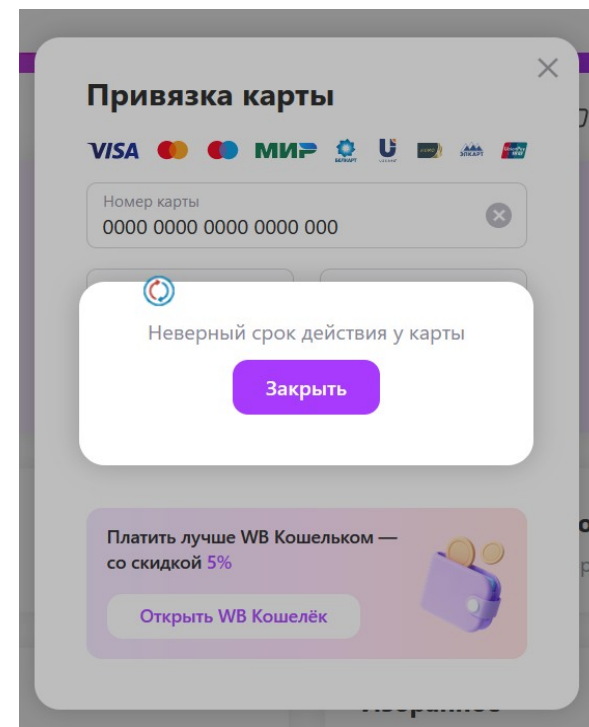 Привязка карты
VISA МИР
Номер карты
0000 0000 0000 0000 000
Неверный срок действия у карты
Закрыть
Платить лучше WB Кошельком —
со скидкой 5%
Открыть WB Кошелёк